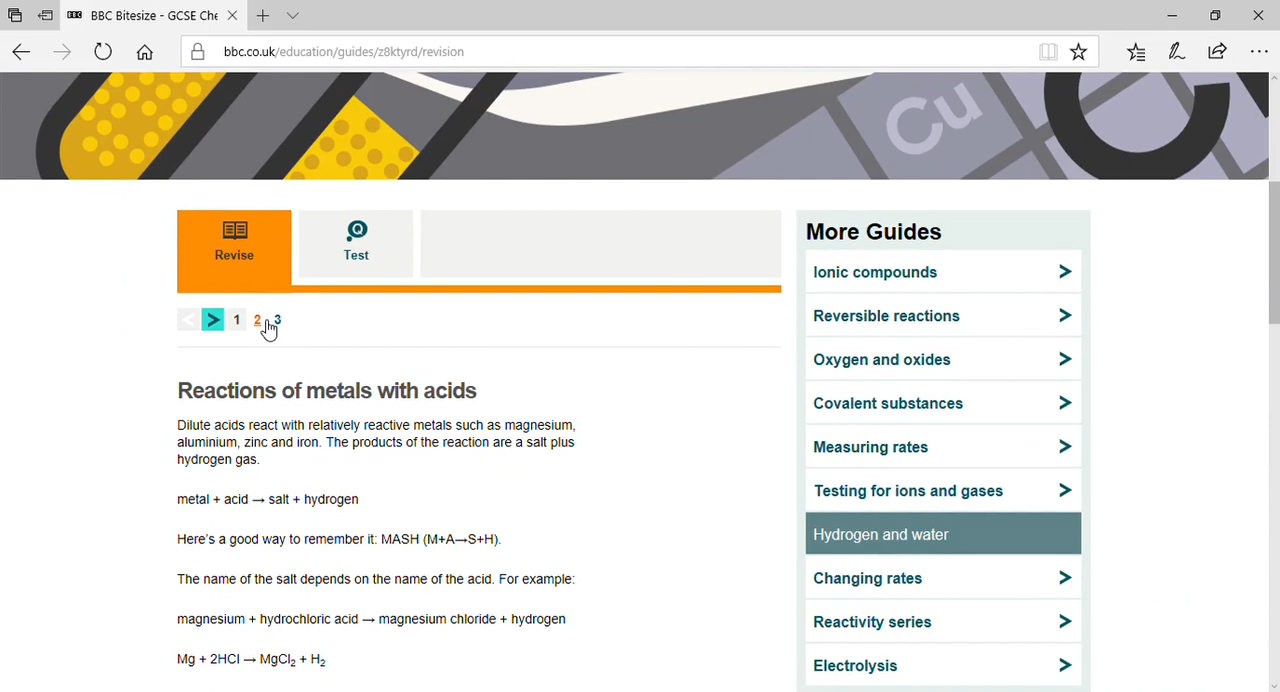 BBC BBC Bitesize - GCSE Che
bbc.co.uk/education/guides/z8ktyrd/revision
Cu
C
Revise
Q
Test
< > 1 2 3
Reactions of metals with acids
Dilute acids react with relatively reactive metals such as magnesium,
aluminium, zinc and iron. The products of the reaction are a salt plus
hydrogen gas.
metal + acid → salt + hydrogen
Here's a good way to remember it: MASH (M+A→S+H).
The name of the salt depends on the name of the acid. For example:
magnesium + hydrochloric acid → magnesium chloride + hydrogen
Mg + 2HCl → MgCl₂ + H₂
More Guides
Ionic compounds >
Reversible reactions >
Oxygen and oxides >
Covalent substances >
Measuring rates >
Testing for ions and gases >
Hydrogen and water
Changing rates >
Reactivity series >
Electrolysis >